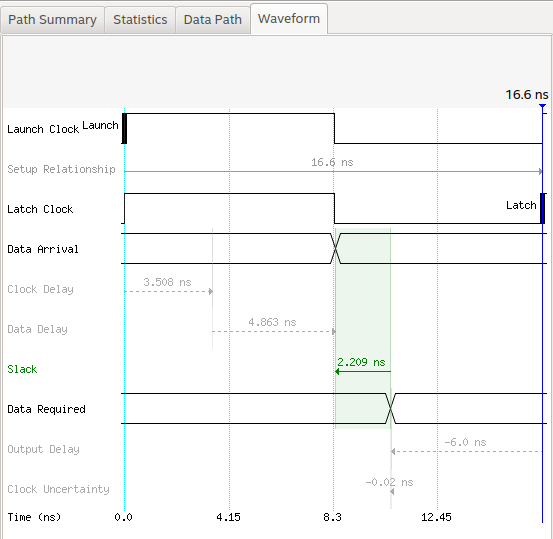 Path Summary Statistics Data Path Waveform
16.6 ns
Launch Clock Launch
Setup Relationship 16.6 ns
Latch Clock Latch
Data Arrival
Clock Delay 3.508 ns
Data Delay 4.863 ns
Slack 2.209 ns
Data Required
Output Delay -6.0 ns
Clock Uncertainty -0.02 ns
Time (ns) 0.0 4.15 8.3 12.45